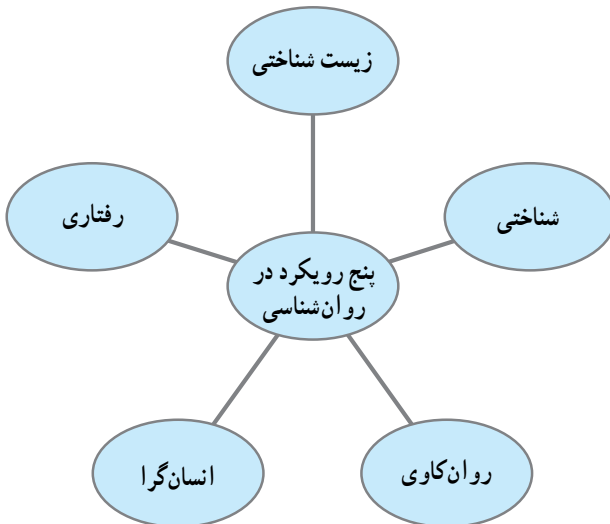 زیست شناختی
شناختی
رفتاری
پنج رویکرد در
روان‌شناسی
روان‌کاوی
انسان‌گرا